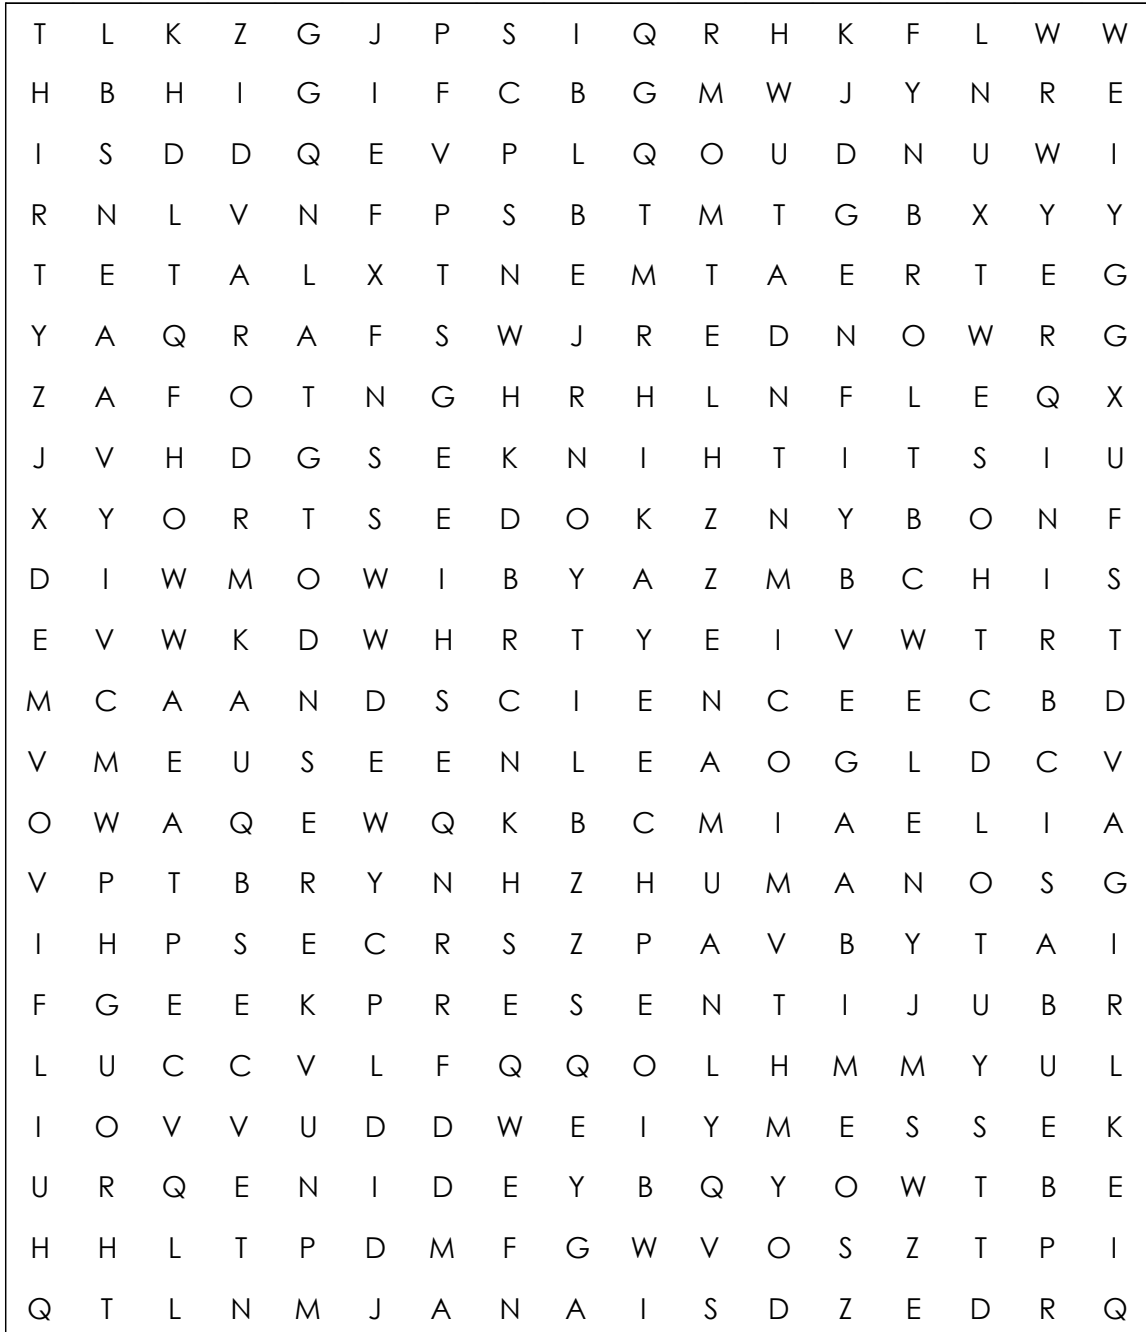 T L K Z G J P S I Q R H K F L W W
H B H I G I F C B G M W J Y N R E
I S D D Q E V P L Q O U D N U W I
R N L V N F P S B T M T G B X Y Y
T E T A L X T N E M T A E R T E G
Y A Q R A F S W J R E D N O W R G
Z A F O T N G H R H L N F L E Q X
J V H D G S E K N I H T I T S I U
X Y O R T S E D O K Z N Y B O N F
D I W M O W I B Y A Z M B C H I S
E V W K D W H R T Y E I V W T R T
M C A A N D S C I E N C E E C B D
V M E U S E E N L E A O G L D C V
O W A Q E W Q K B C M I A E L I A
V P T B R Y N H Z H U M A N O S G
I H P S E C R S Z P A V B Y T A I
F G E E K P R E S E N T I J U B R
L U C C V L F Q Q O L H M M Y U L
I O V V U D D W E I Y M E S S E K
U R Q E N I D E Y B Q Y O W T B E
H H L T P D M F G W V O S Z T P I
Q T L N M J A N A I S D Z E D R Q